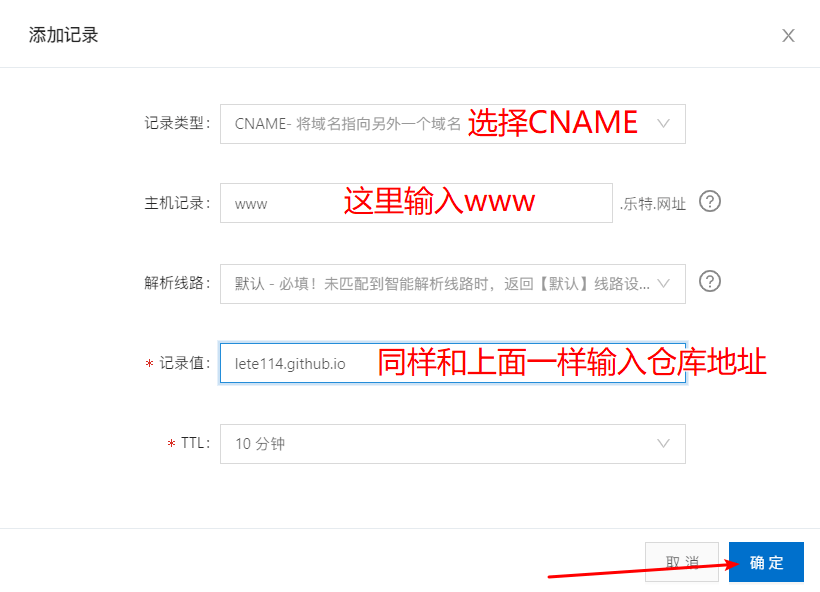 添加记录
记录类型： CNAME- 将域名指向另外一个域名 选择CNAME
主机记录： www 这里输入www .乐特.网址 ?
解析线路： 默认 - 必填！未匹配到智能解析线路时，返回【默认】线路设... ?
* 记录值： lete114.github.io 同样和上面一样输入仓库地址
* TTL： 10 分钟
取 消 确 定